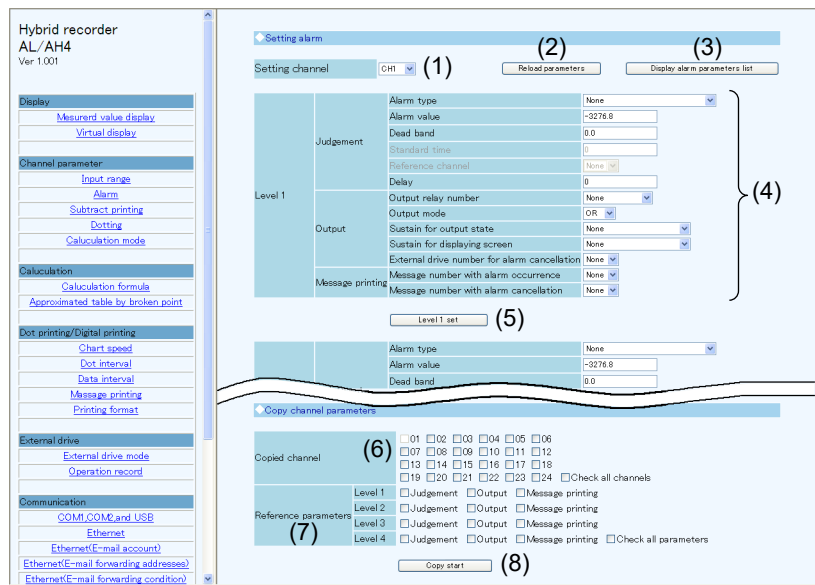 Hybrid recorder
AL/AH4
Ver 1.001
Display
Mesurerd value display
Virtual display
Channel parameter
Input range
Alarm
Subtract printing
Dotting
Caluculation mode
Caluculation
Caluculation formula
Approximated table by broken point
Dot printing/Digital printing
Chart speed
Dot interval
Data interval
Massage printing
Printing format
External drive
External drive mode
Operation record
Communication
COM1,COM2,and USB
Ethernet
Ethernet(E-mail account)
Ethernet(E-mail forwarding addresses)
Ethernet(E-mail forwarding condition)
Setting alarm
Setting channel CH1 (1) (2) Reload parameters (3) Display alarm parameters list
Level 1
Judgement
Alarm type None
Alarm value -3276.8
Dead band 0.0
Standard time 0
Reference channel None
Delay 0
Output
Output relay number None
Output mode OR
Sustain for output state None
Sustain for displaying screen None
External drive number for alarm cancellation None
Message printing
Message number with alarm occurrence None
Message number with alarm cancellation None
(4)
Level 1 set (5)
Alarm type None
Alarm value -3276.8
Dead band 0.0
Copy channel parameters
Copied channel (6)
01 02 03 04 05 06
07 08 09 10 11 12
13 14 15 16 17 18
19 20 21 22 23 24 Check all channels
Reference parameters (7)
Level 1 Judgement Output Message printing
Level 2 Judgement Output Message printing
Level 3 Judgement Output Message printing
Level 4 Judgement Output Message printing Check all parameters
Copy start (8)